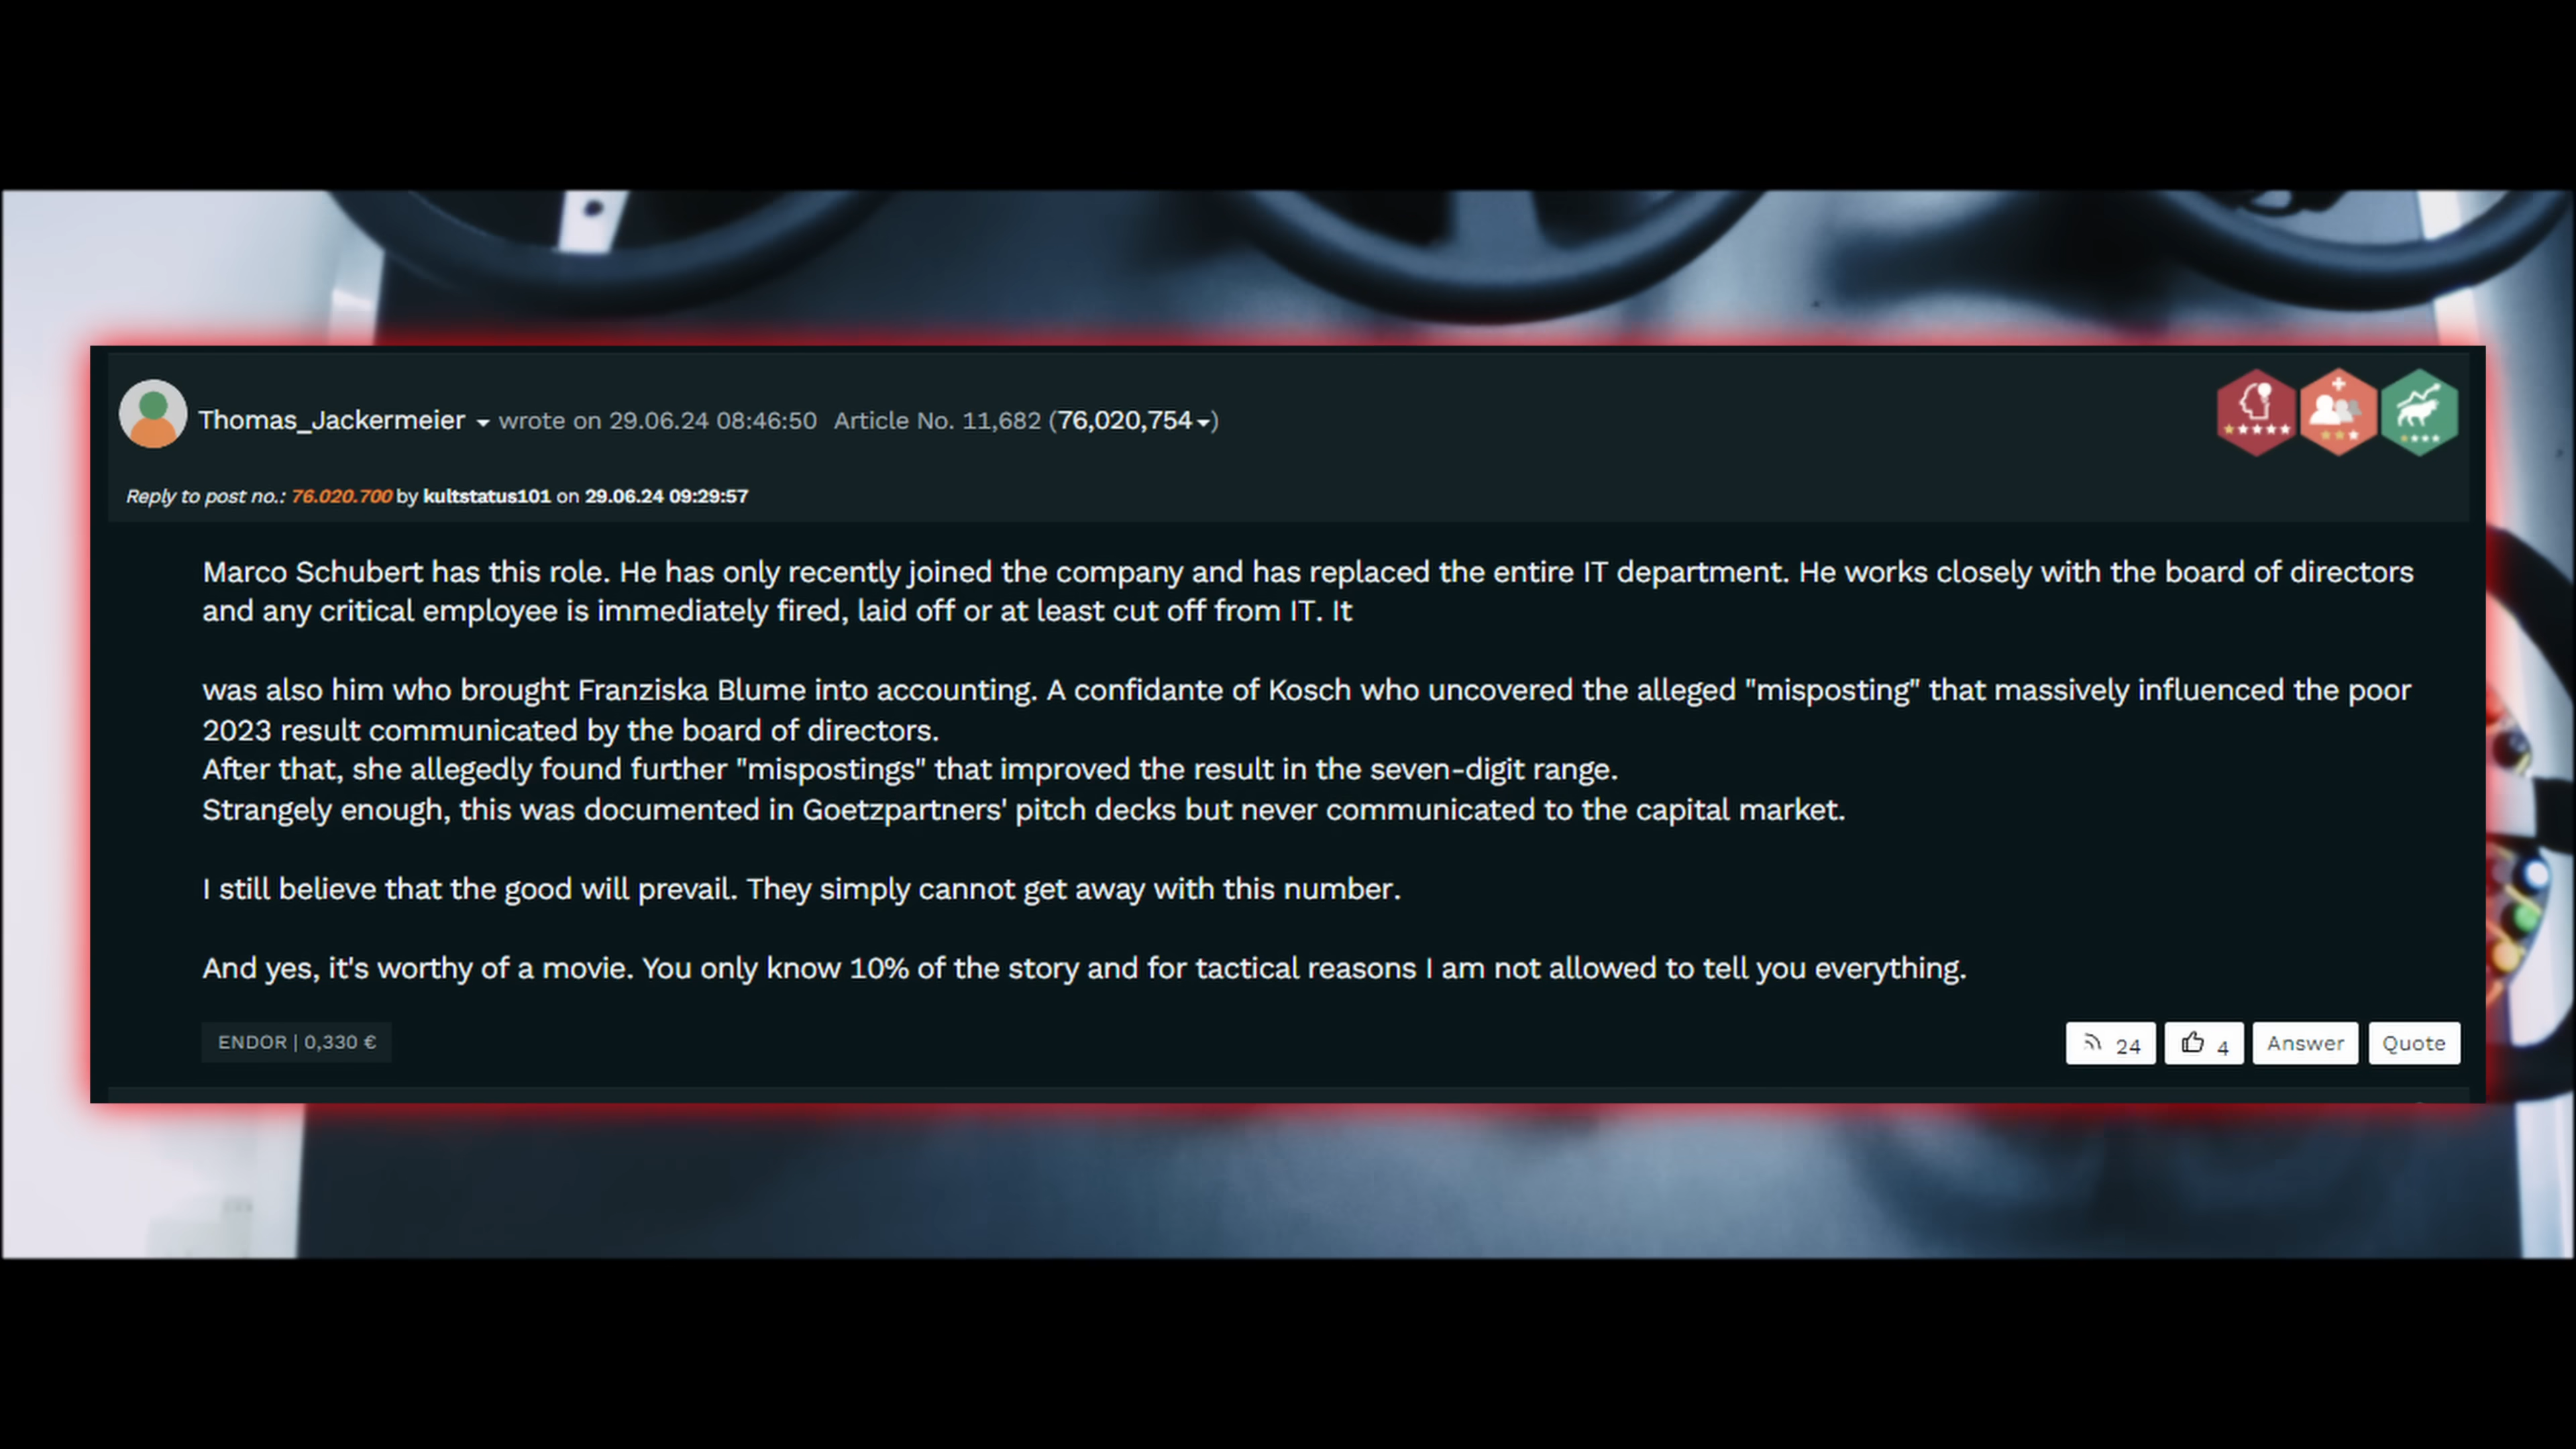 Thomas_Jackermeier wrote on 29.06.24 08:46:50 Article No. 11,682 (76,020,754)
Reply to post no.: 76.020.700 by kultstatus101 on 29.06.24 09:29:57
Marco Schubert has this role. He has only recently joined the company and has replaced the entire IT department. He works closely with the board of directors
and any critical employee is immediately fired, laid off or at least cut off from IT. It
was also him who brought Franziska Blume into accounting. A confidante of Kosch who uncovered the alleged "misposting" that massively influenced the poor
2023 result communicated by the board of directors.
After that, she allegedly found further "mispostings" that improved the result in the seven-digit range.
Strangely enough, this was documented in Goetzpartners' pitch decks but never communicated to the capital market.
I still believe that the good will prevail. They simply cannot get away with this number.
And yes, it's worthy of a movie. You only know 10% of the story and for tactical reasons I am not allowed to tell you everything.
ENDOR | 0,330 €
24 4 Answer Quote